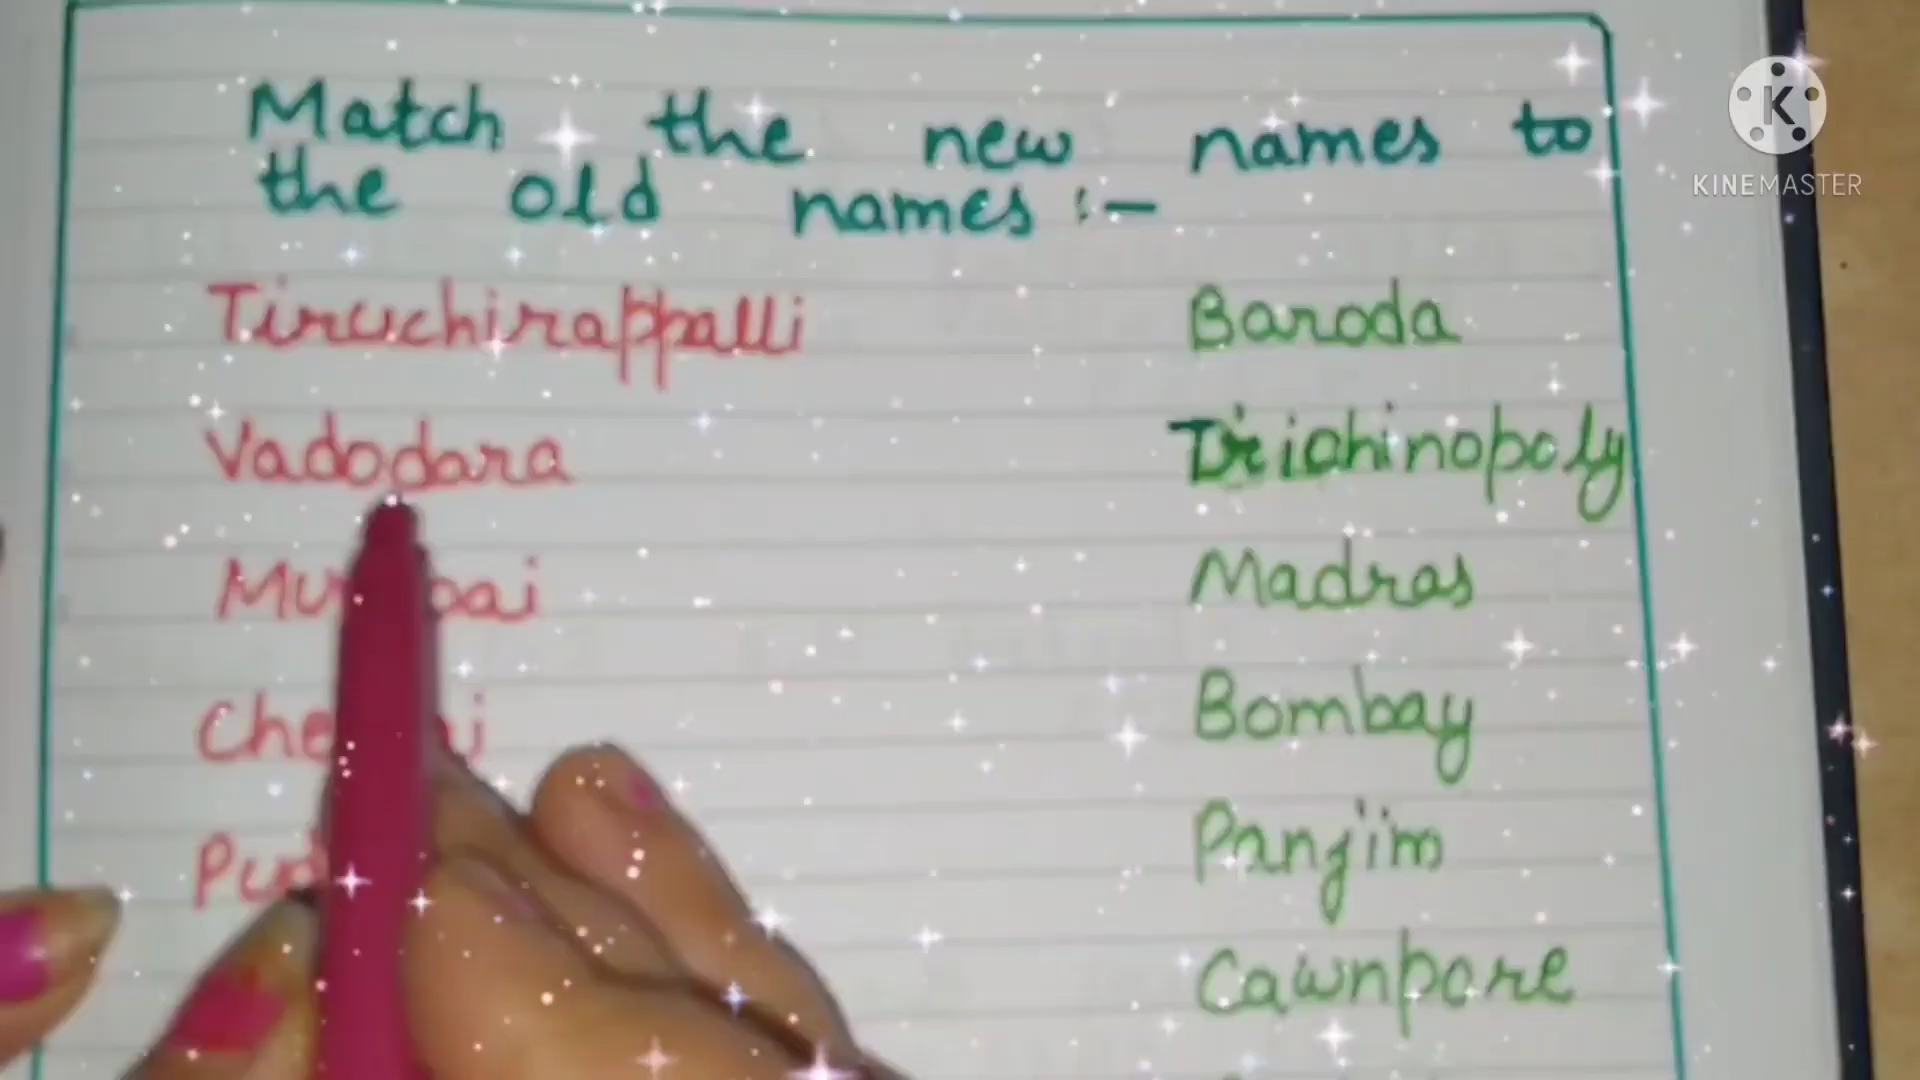 Match the new names to
the old names :-
Tiruchirappalli Baroda
Vadodara Trichinopoly
Madras
Bombay
Panjim
Cawnpore
KINEMASTER